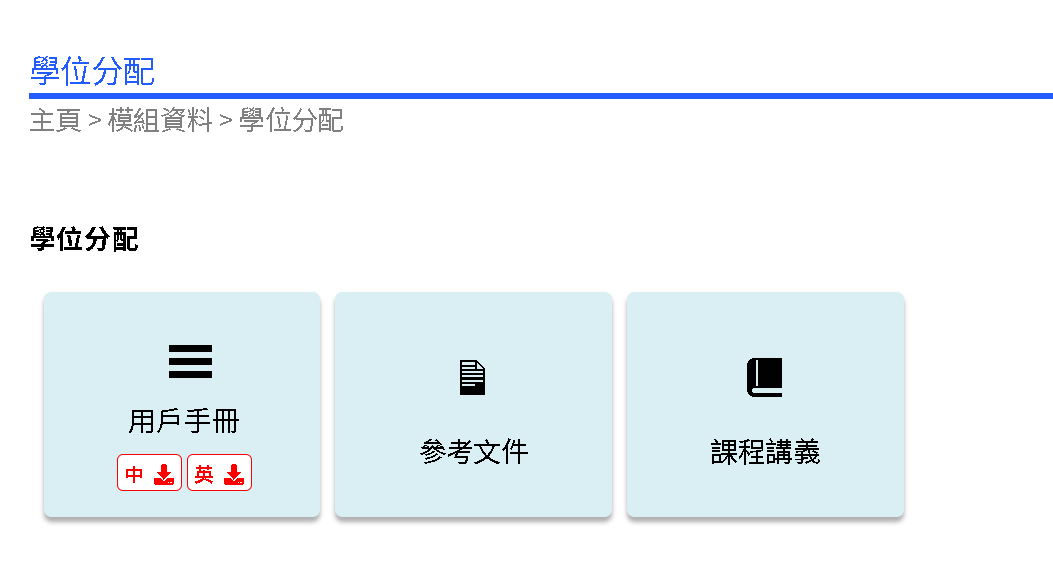 學位分配
主頁 > 模組資料 > 學位分配
學位分配
用戶手冊
中 英
參考文件
課程講義